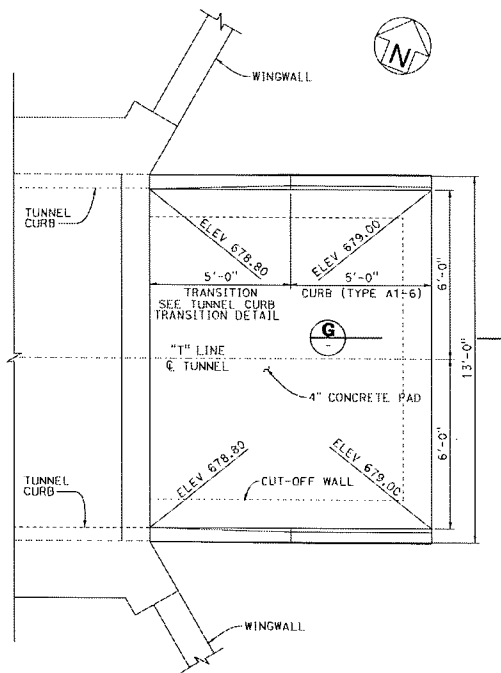 N
WINGWALL
TUNNEL
CURB
ELEV 678.80
ELEV 679.00
5'-0"
5'-0"
6'-0"
TRANSITION
SEE TUNNEL CURB
TRANSITION DETAIL
CURB (TYPE A1-6)
G
-
"T" LINE
℄ TUNNEL
13'-0"
4" CONCRETE PAD
6'-0"
ELEV 678.80
ELEV 679.00
TUNNEL
CURB
CUT-OFF WALL
WINGWALL